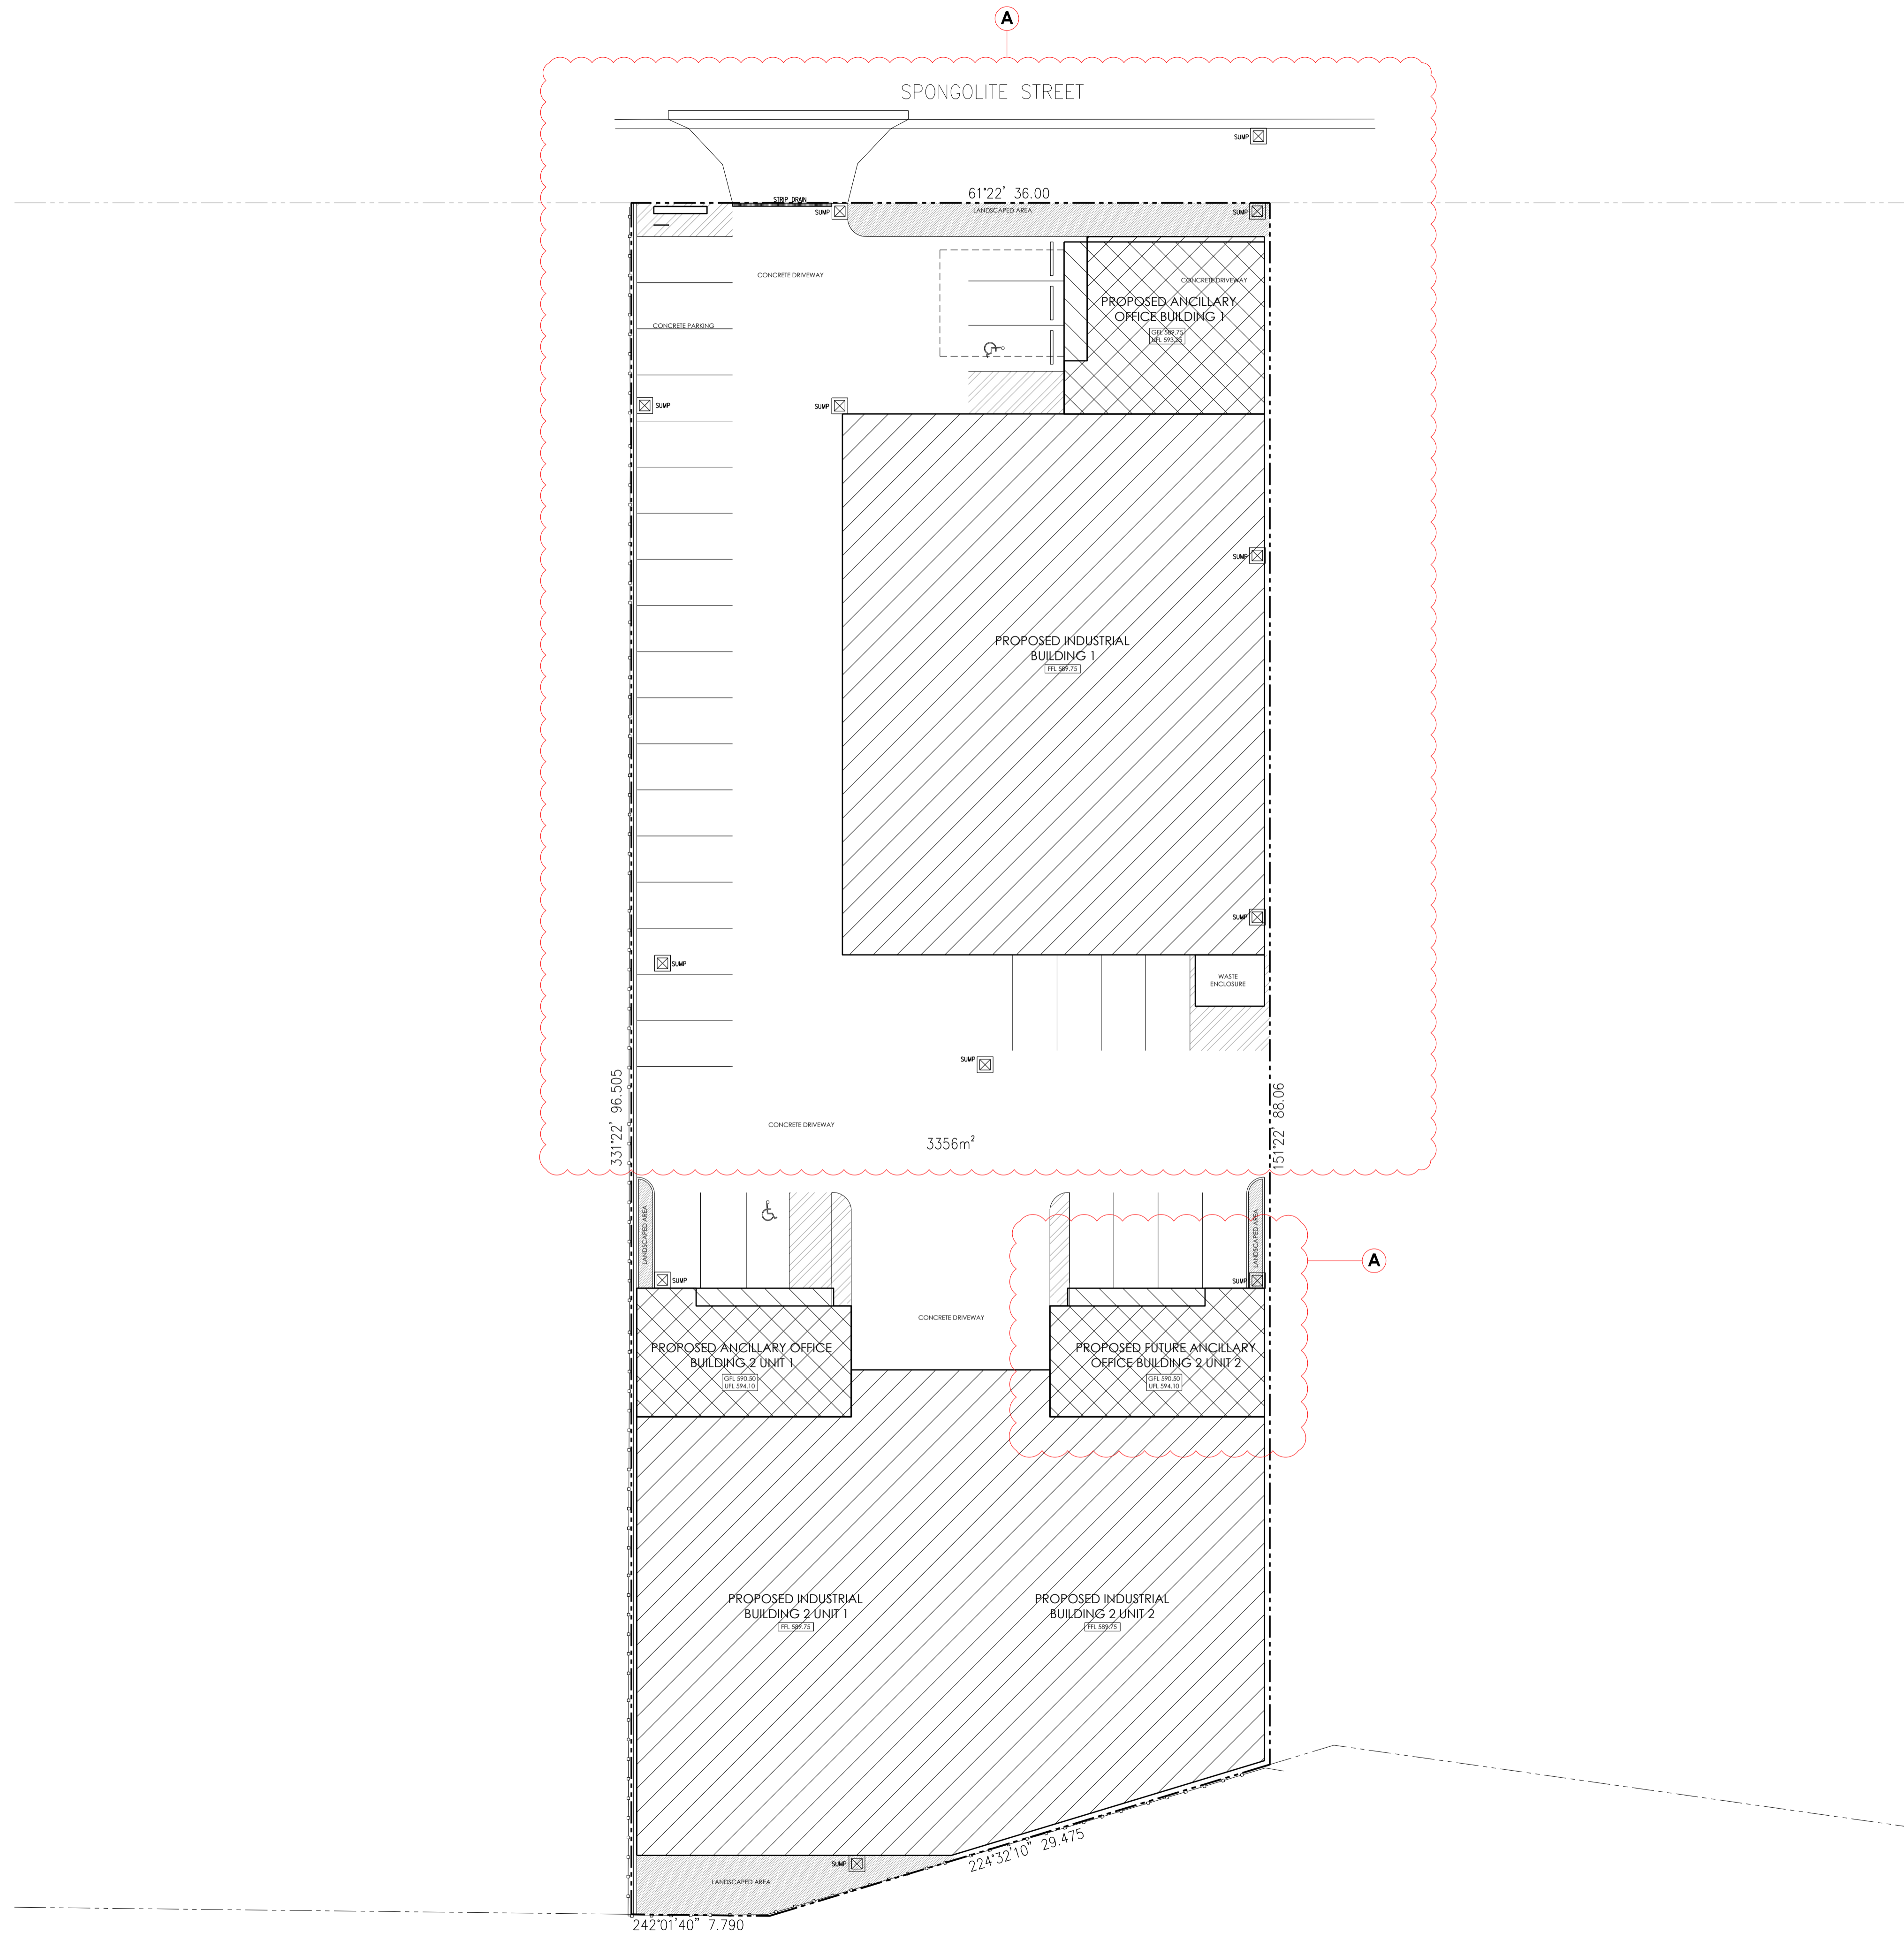 A
SPONGOLITE STREET
SUMP
61°22' 36.00
STRIP DRAIN
SUMP
LANDSCAPED AREA
SUMP
CONCRETE DRIVEWAY
CONCRETE DRIVEWAY
PROPOSED ANCILLARY
OFFICE BUILDING 1
GFL 589.75
UFL 593.35
CONCRETE PARKING
SUMP
SUMP
SUMP
PROPOSED INDUSTRIAL
BUILDING 1
FFL 589.75
SUMP
SUMP
WASTE
ENCLOSURE
SUMP
331°22' 96.505
151°22' 88.06
CONCRETE DRIVEWAY
3356m²
LANDSCAPED AREA
LANDSCAPED AREA
A
SUMP
SUMP
CONCRETE DRIVEWAY
PROPOSED ANCILLARY OFFICE
BUILDING 2 UNIT 1
GFL 590.50
UFL 594.10
PROPOSED FUTURE ANCILLARY
OFFICE BUILDING 2 UNIT 2
GFL 590.50
UFL 594.10
PROPOSED INDUSTRIAL
BUILDING 2 UNIT 1
FFL 589.75
PROPOSED INDUSTRIAL
BUILDING 2 UNIT 2
FFL 589.75
224°32'10" 29.475
SUMP
LANDSCAPED AREA
242°01'40" 7.790